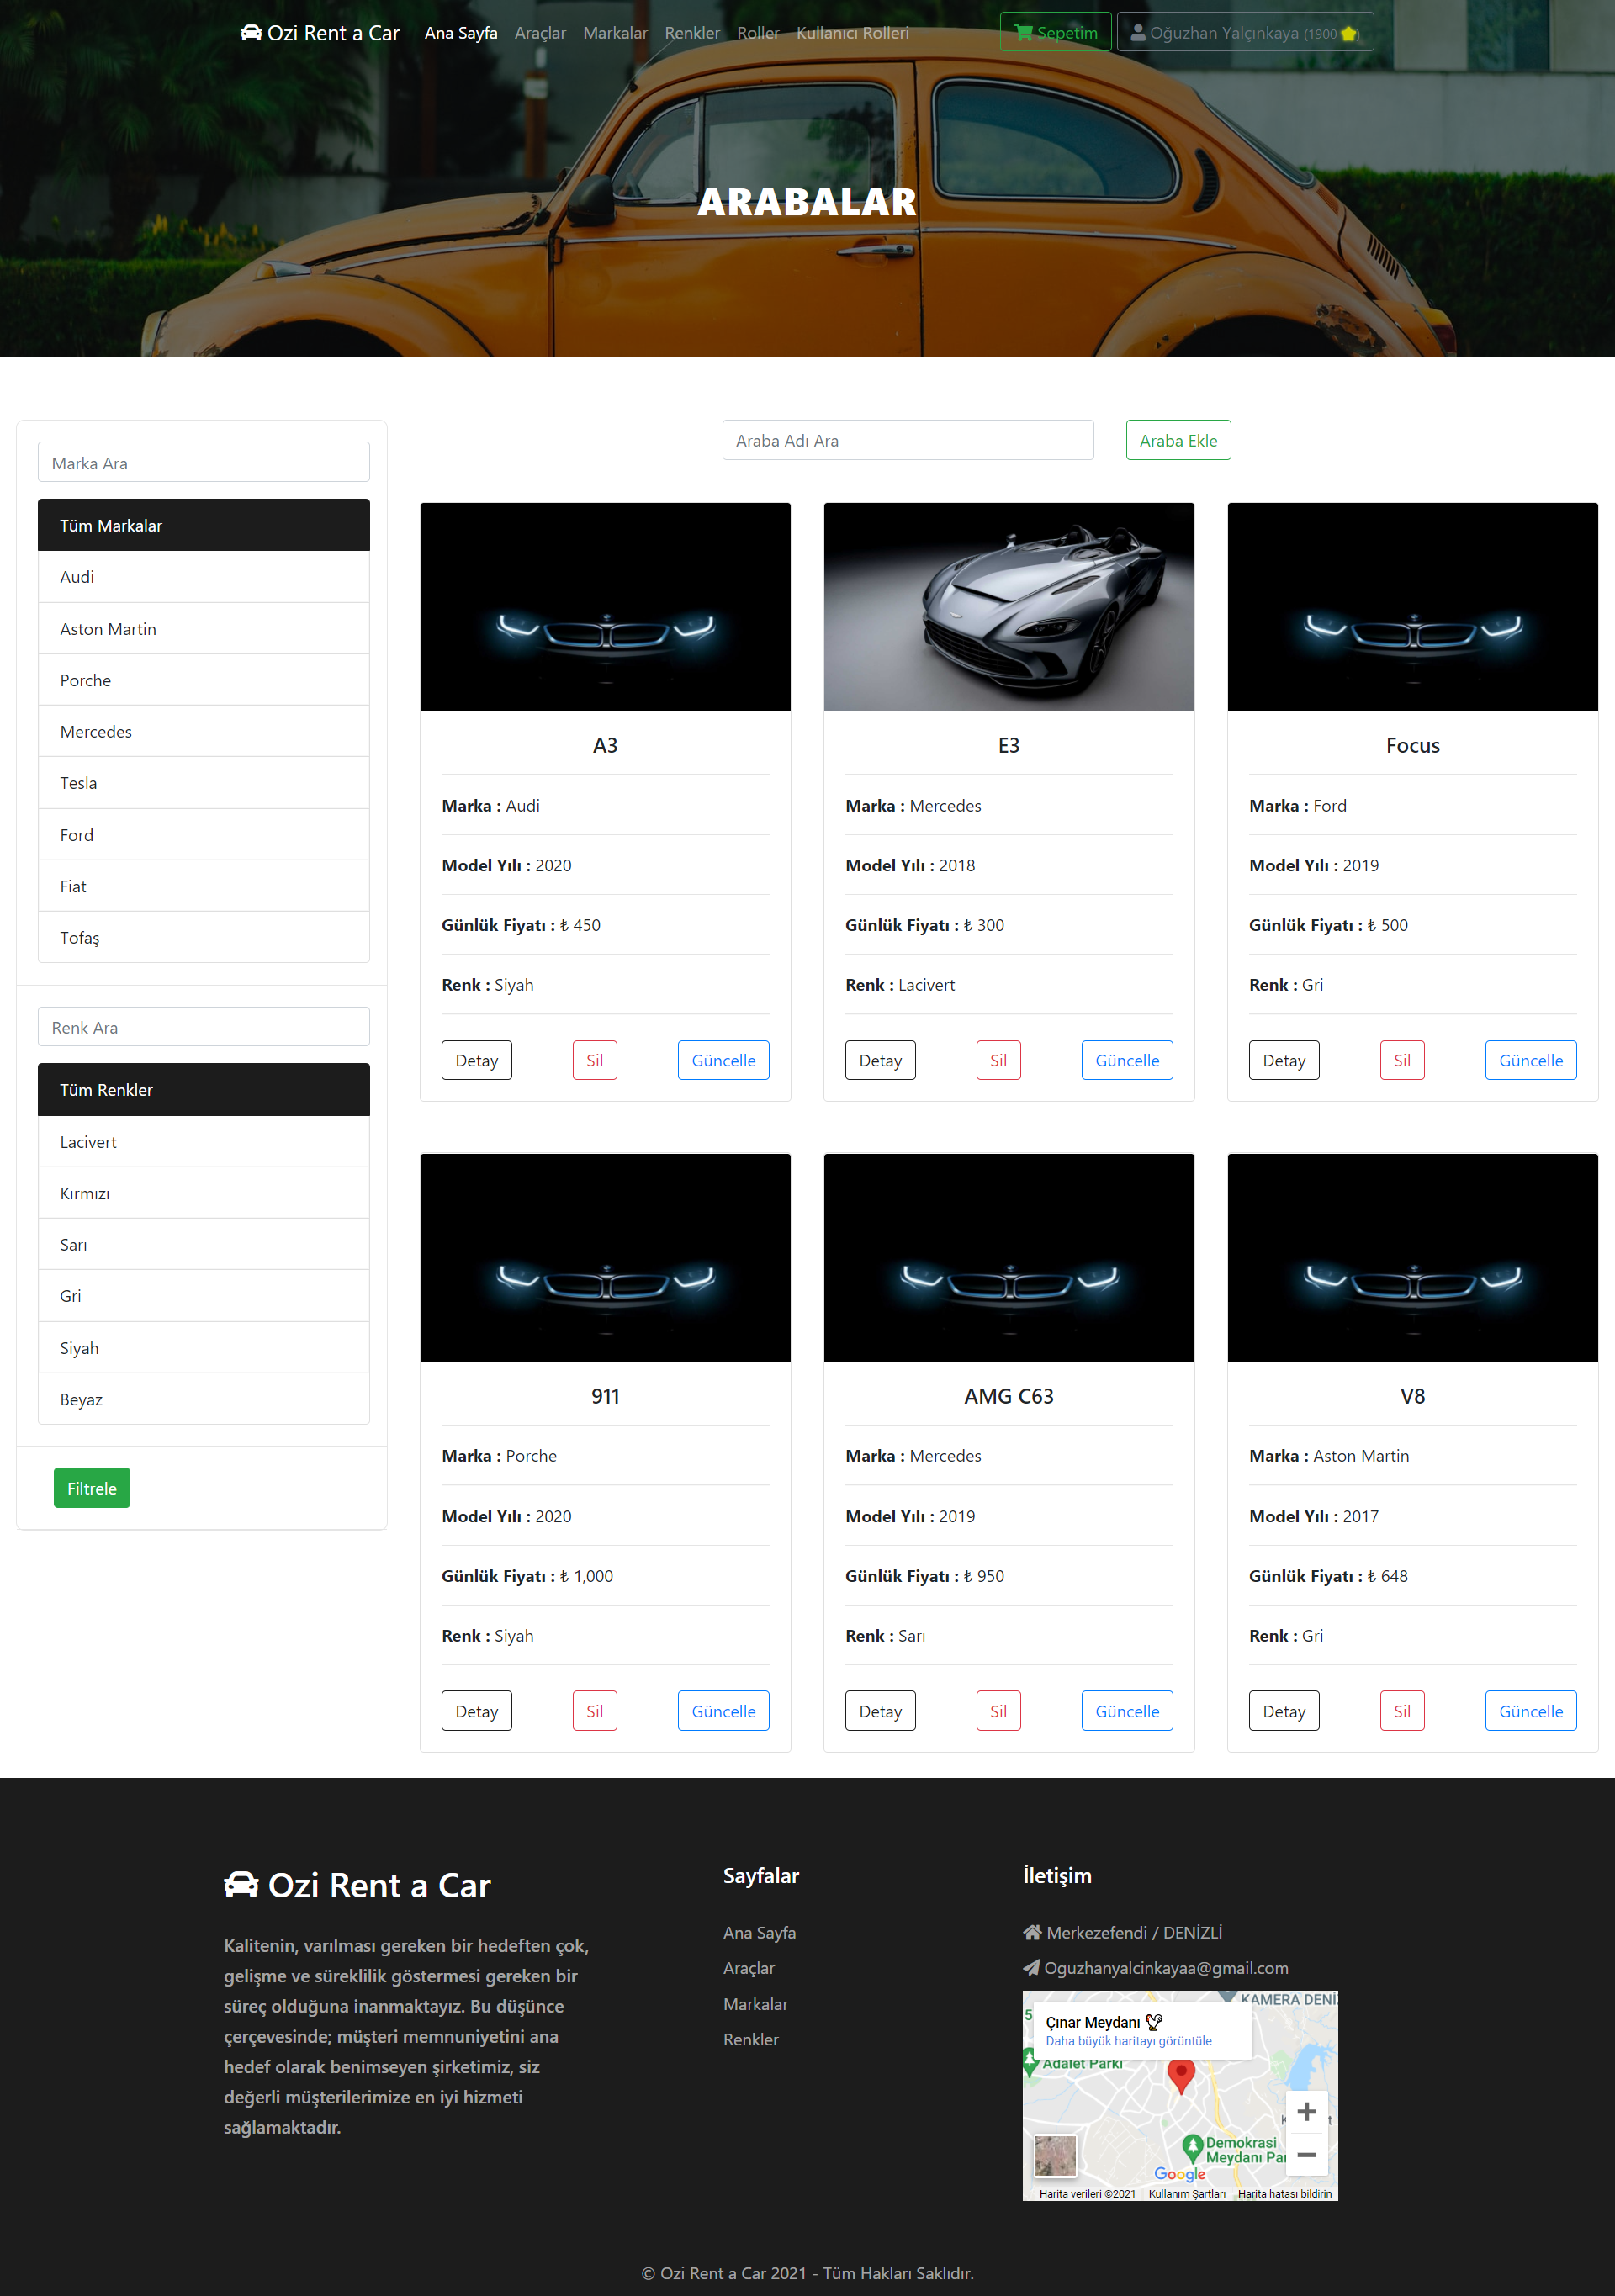 Ozi Rent a Car Ana Sayfa Araçlar Markalar Renkler Roller Kullanıcı Rolleri Sepetim Oğuzhan Yalçınkaya (1900)
ARABALAR
Marka Ara
Tüm Markalar
Audi
Aston Martin
Porche
Mercedes
Tesla
Ford
Fiat
Tofaş
Renk Ara
Tüm Renkler
Lacivert
Kırmızı
Sarı
Gri
Siyah
Beyaz
Filtrele
Araba Adı Ara Araba Ekle
A3
Marka : Audi
Model Yılı : 2020
Günlük Fiyatı : ₺ 450
Renk : Siyah
Detay Sil Güncelle
E3
Marka : Mercedes
Model Yılı : 2018
Günlük Fiyatı : ₺ 300
Renk : Lacivert
Detay Sil Güncelle
Focus
Marka : Ford
Model Yılı : 2019
Günlük Fiyatı : ₺ 500
Renk : Gri
Detay Sil Güncelle
911
Marka : Porche
Model Yılı : 2020
Günlük Fiyatı : ₺ 1,000
Renk : Siyah
Detay Sil Güncelle
AMG C63
Marka : Mercedes
Model Yılı : 2019
Günlük Fiyatı : ₺ 950
Renk : Sarı
Detay Sil Güncelle
V8
Marka : Aston Martin
Model Yılı : 2017
Günlük Fiyatı : ₺ 648
Renk : Gri
Detay Sil Güncelle
Ozi Rent a Car
Kalitenin, varılması gereken bir hedeften çok,
gelişme ve süreklilik göstermesi gereken bir
süreç olduğuna inanmaktayız. Bu düşünce
çerçevesinde; müşteri memnuniyetini ana
hedef olarak benimseyen şirketimiz, siz
değerli müşterilerimize en iyi hizmeti
sağlamaktadır.
Sayfalar
Ana Sayfa
Araçlar
Markalar
Renkler
İletişim
Merkezefendi / DENİZLİ
Oguzhanyalcinkayaa@gmail.com
KAMERA DENİZ
Çınar Meydanı
Daha büyük haritayı görüntüle
Adalet Parkı
Demokrasi
Meydanı Par
Google
Harita verileri ©2021 Kullanım Şartları Harita hatası bildirin
© Ozi Rent a Car 2021 - Tüm Hakları Saklıdır.